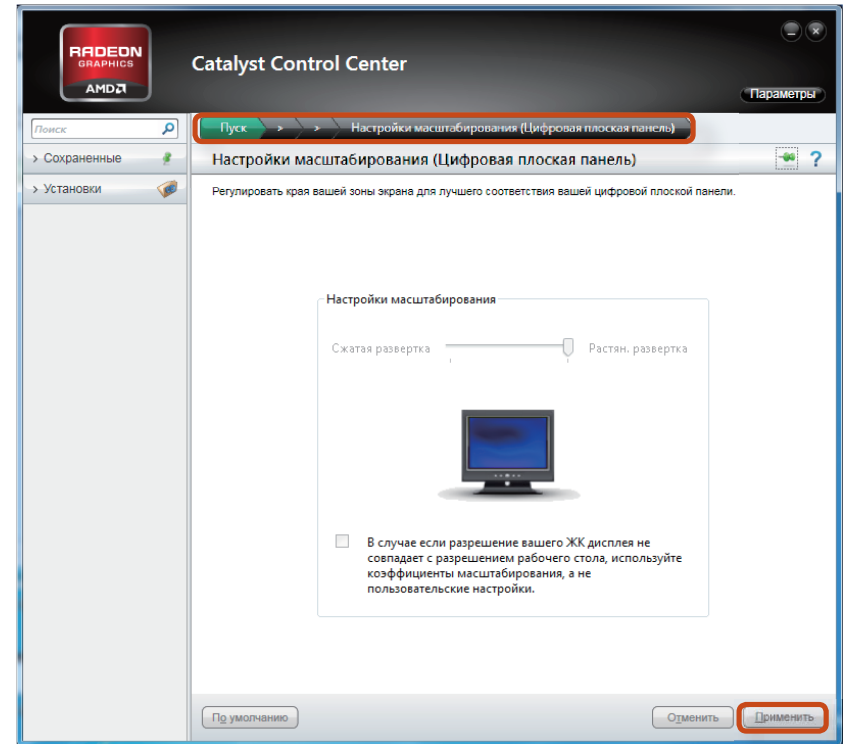 RADEON
GRAPHICS
AMD
Catalyst Control Center
Параметры
Поиск
Пуск > > Настройки масштабирования (Цифровая плоская панель)
> Сохраненные
Настройки масштабирования (Цифровая плоская панель)
?
> Установки
Регулировать края вашей зоны экрана для лучшего соответствия вашей цифровой плоской панели.
Настройки масштабирования
Сжатая развертка
Растян. развертка
В случае если разрешение вашего ЖК дисплея не
совпадает с разрешением рабочего стола, используйте
коэффициенты масштабирования, а не
пользовательские настройки.
По умолчанию
Отменить
Применить